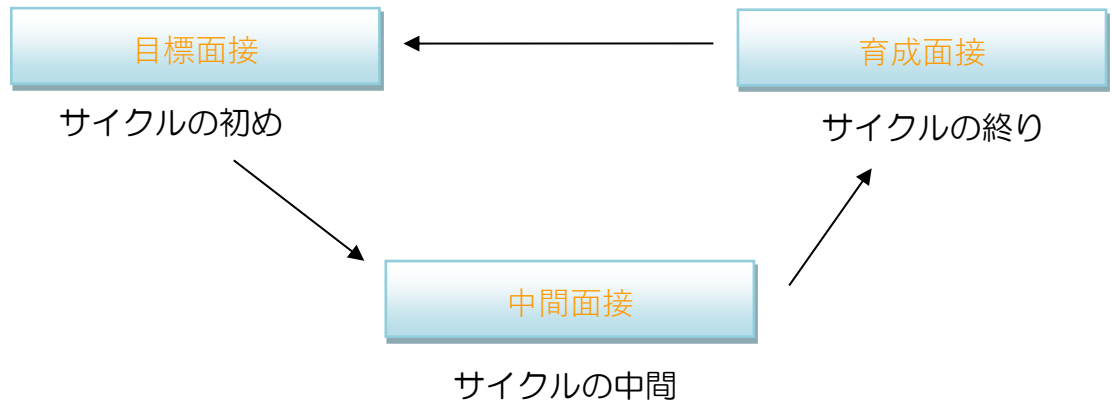 目標面接
育成面接
サイクルの初め
サイクルの終り
中間面接
サイクルの中間